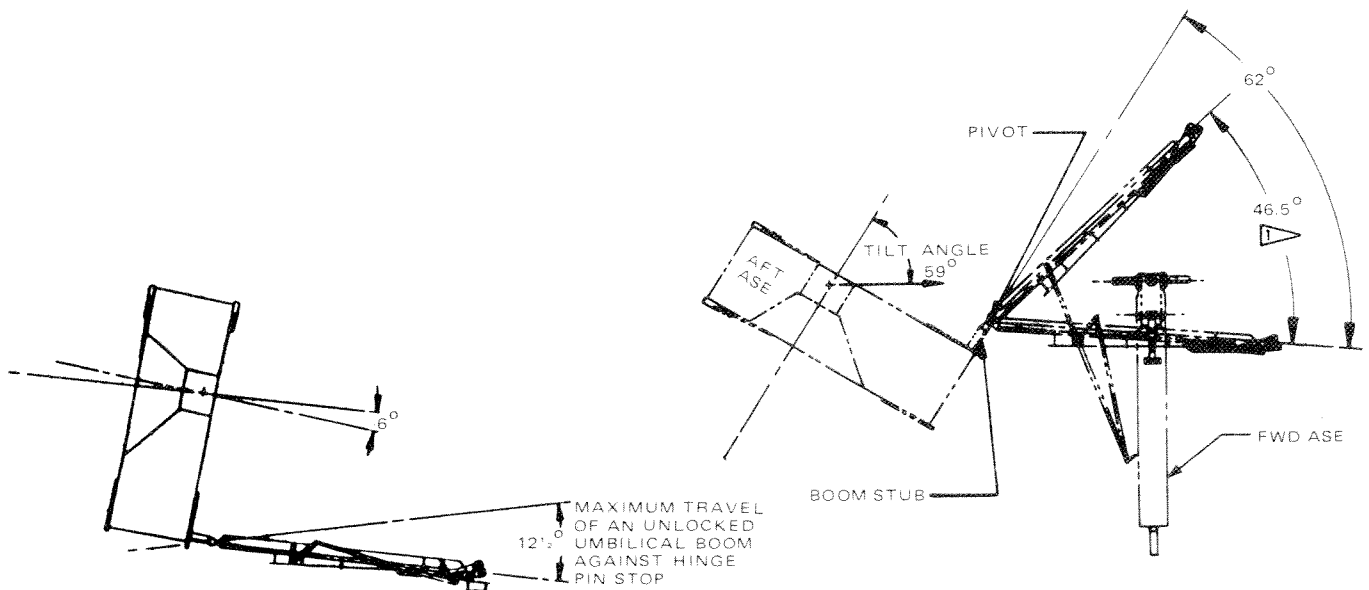 62°
PIVOT
46.5°
1
TILT ANGLE
59°
AFT
ASE
6°
FWD ASE
BOOM STUB
12½°
MAXIMUM TRAVEL
OF AN UNLOCKED
UMBILICAL BOOM
AGAINST HINGE
PIN STOP